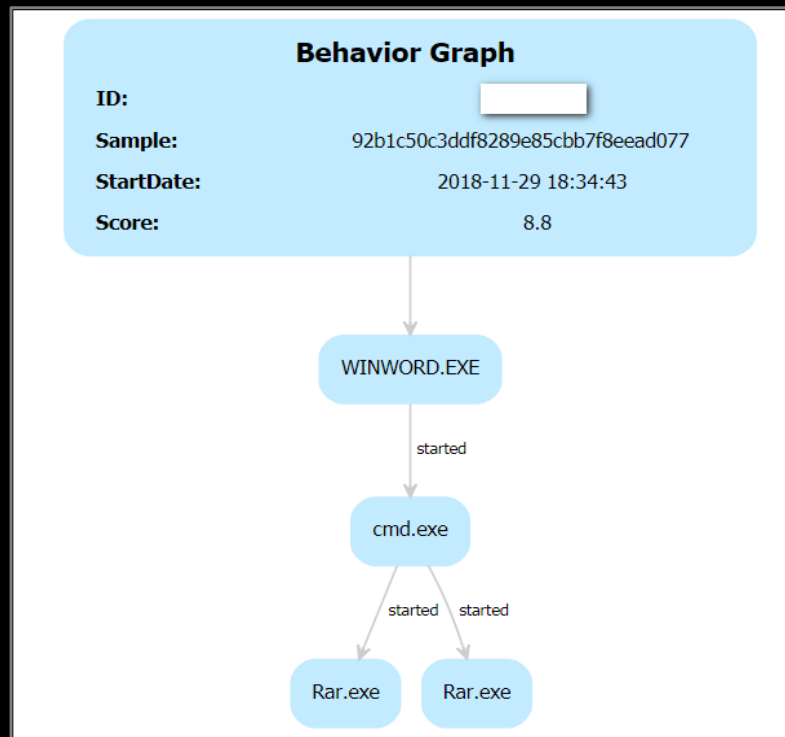 Behavior Graph
ID:
Sample: 92b1c50c3ddf8289e85cbb7f8eead077
StartDate: 2018-11-29 18:34:43
Score: 8.8
WINWORD.EXE
started
cmd.exe
started started
Rar.exe Rar.exe